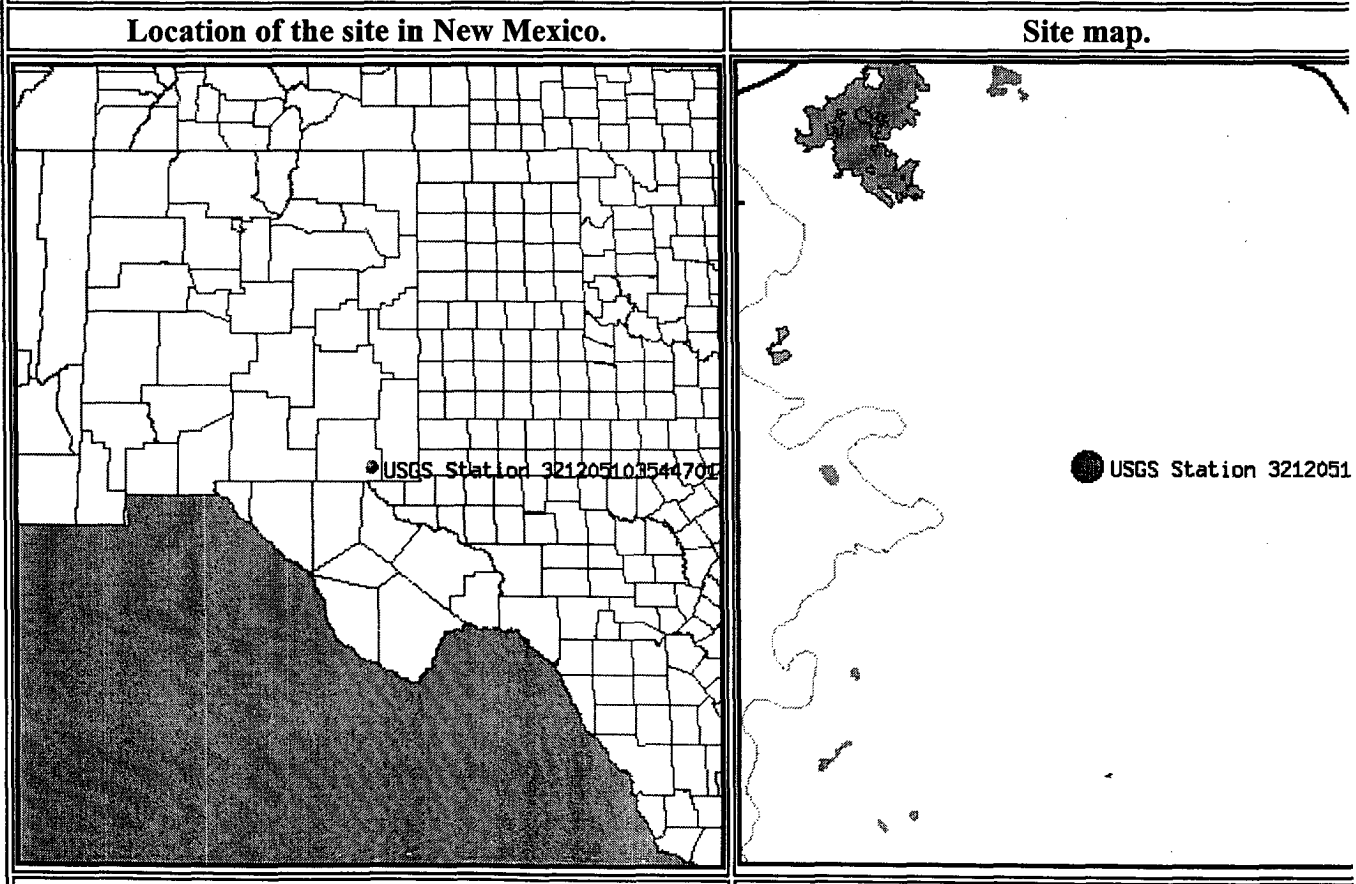 Location of the site in New Mexico.
Site map.
USGS Station 321205103544701
USGS Station 3212051